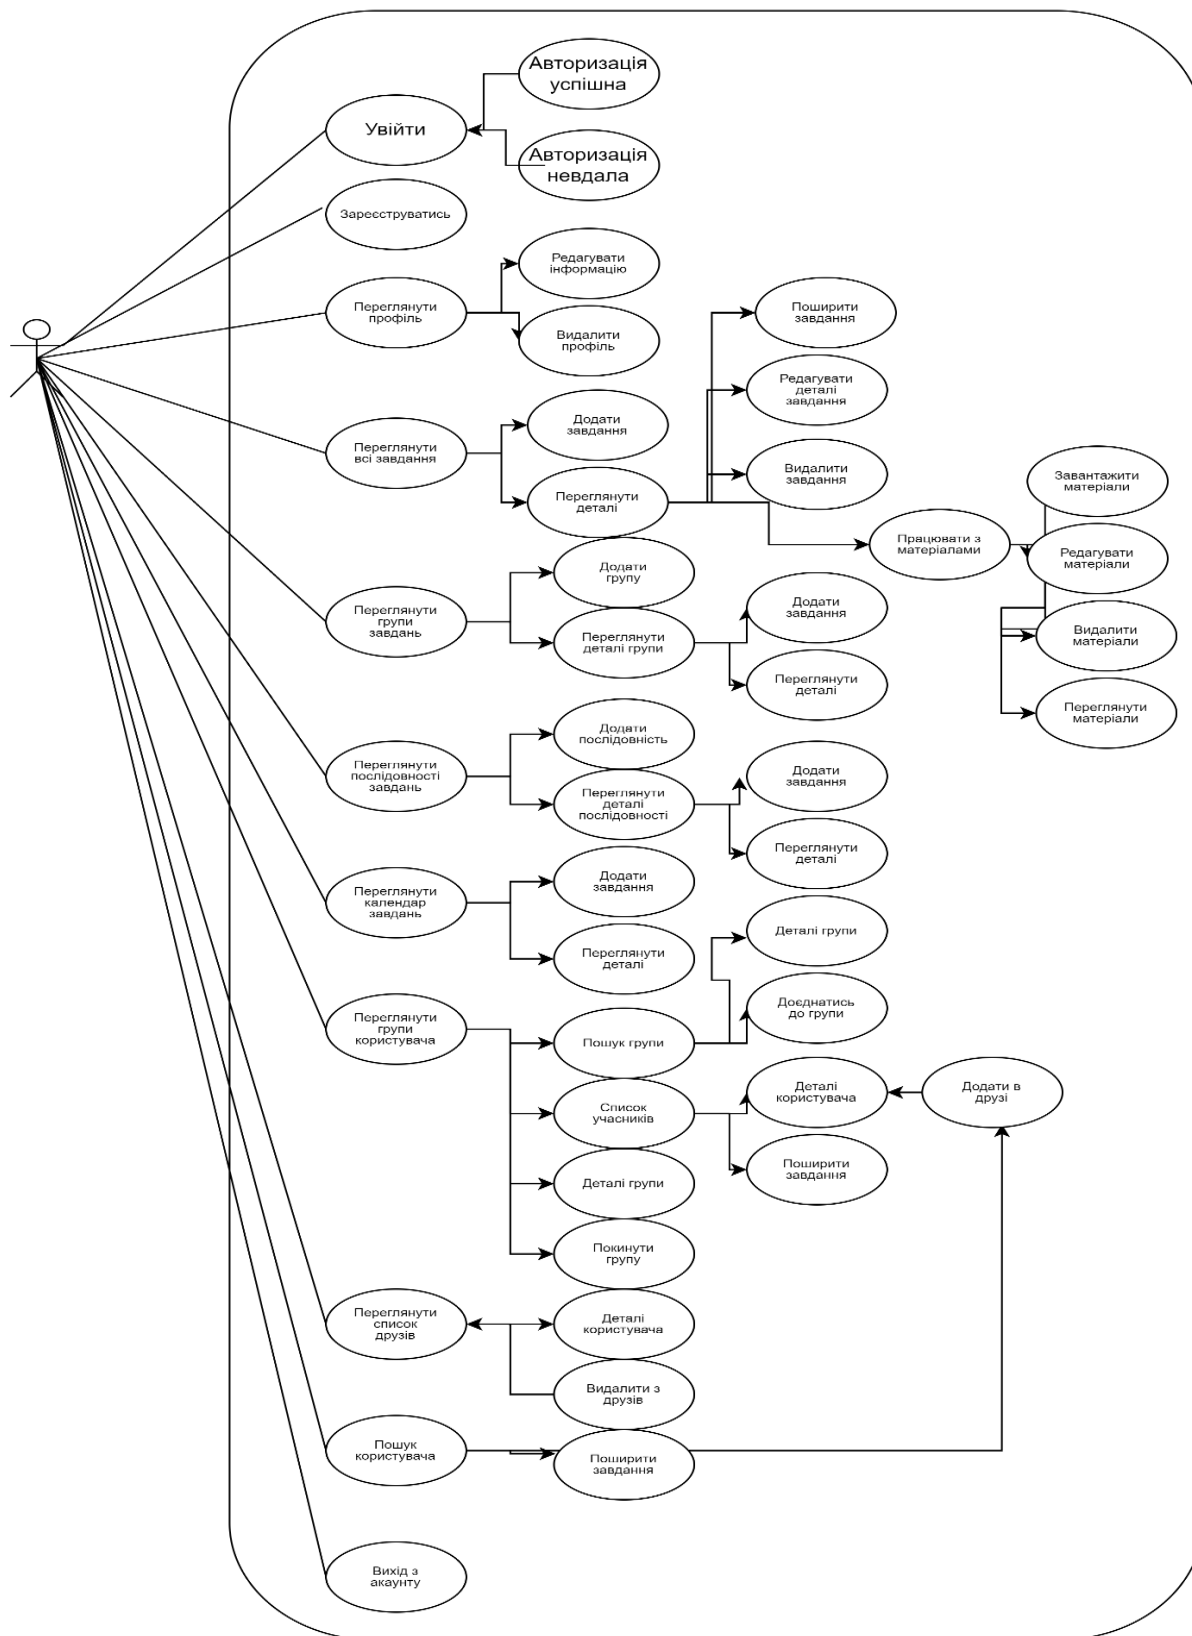 Авторизація
успішна
Увійти
Авторизація
невдала
Зареєструватись
Редагувати
інформацію
Переглянути
профіль
Видалити
профіль
Поширити
завдання
Редагувати
деталі
завдання
Додати
завдання
Переглянути
всі завдання
Видалити
завдання
Завантажити
матеріали
Переглянути
деталі
Працювати з
матеріалами
Редагувати
матеріали
Додати
групу
Переглянути
групи
завдань
Переглянути
деталі групи
Додати
завдання
Видалити
матеріали
Переглянути
деталі
Переглянути
матеріали
Додати
послідовність
Переглянути
послідовності
завдань
Переглянути
деталі
послідовності
Додати
завдання
Переглянути
деталі
Додати
завдання
Переглянути
календар
завдань
Переглянути
деталі
Деталі групи
Переглянути
групи
користувача
Пошук групи
Доєднатись
до групи
Список
учасників
Деталі
користувача
Додати в
друзі
Поширити
завдання
Деталі групи
Покинути
групу
Переглянути
список
друзів
Деталі
користувача
Видалити з
друзів
Пошук
користувача
Поширити
завдання
Вихід з
акаунту